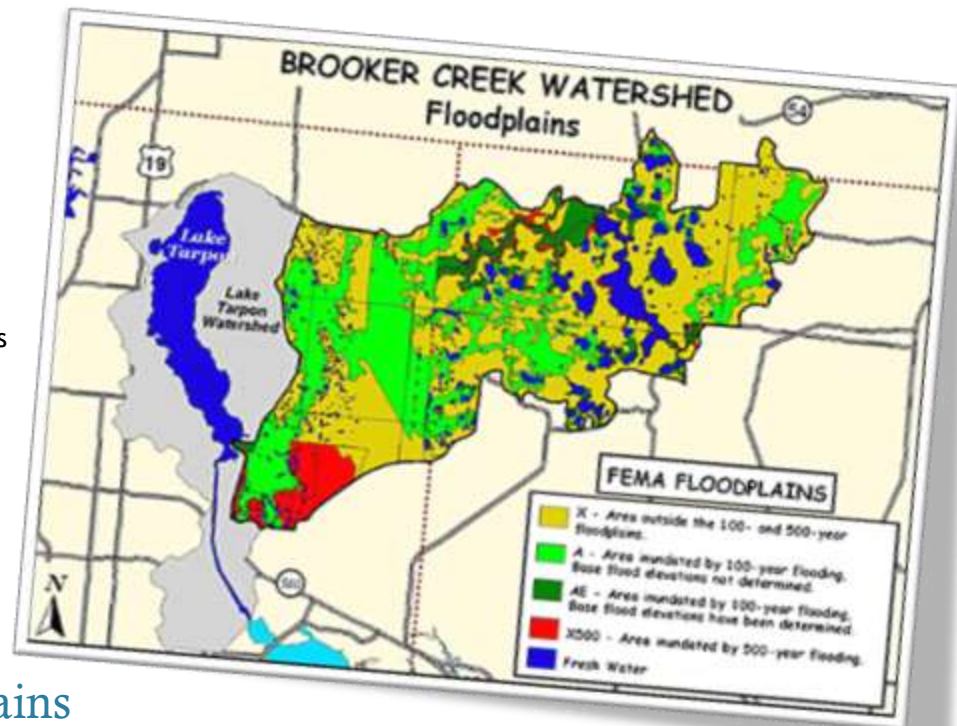 BROOKER CREEK WATERSHED
Floodplains
54
19
Lake
Tarpon
Lake
Tarpon
Watershed
s
FEMA FLOODPLAINS
X - Area outside the 100- and 500-year
floodplains.
A - Area inundated by 100-year flooding.
Base flood elevations not determined.
AE - Area inundated by 100-year flooding.
Base flood elevations have been determined.
X500 - Area inundated by 500-year flooding.
Fresh Water
N
ains